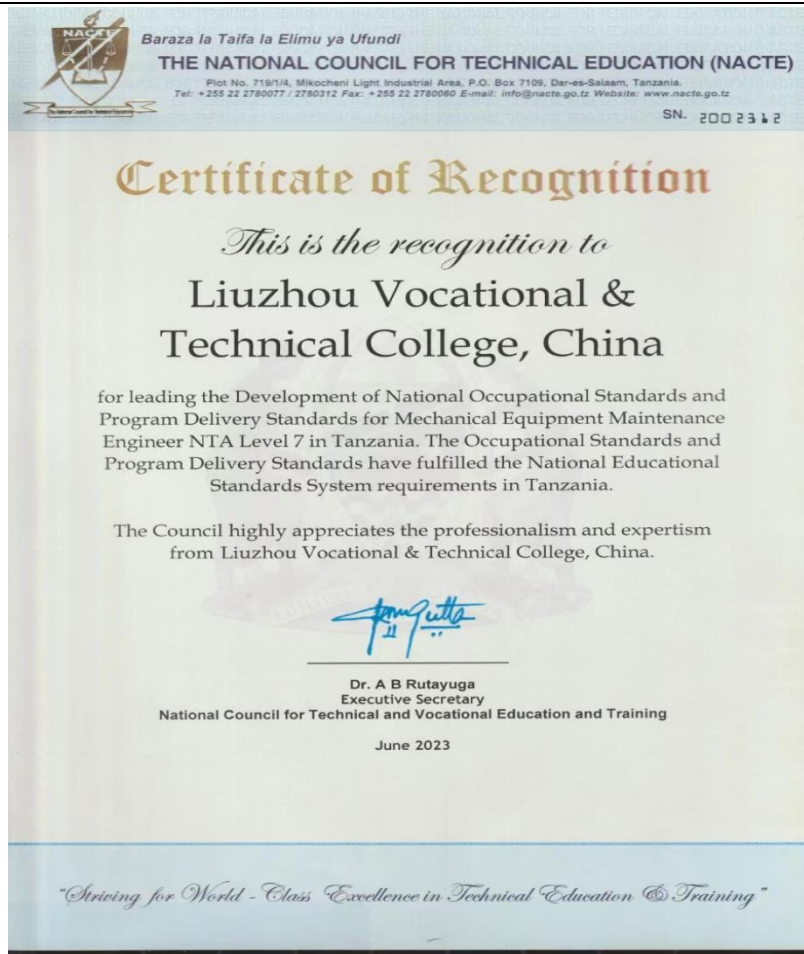 NACTE
Baraza la Taifa la Elimu ya Ufundi
THE NATIONAL COUNCIL FOR TECHNICAL EDUCATION (NACTE)
Plot No. 719/1/4, Mikocheni Light Industrial Area, P.O. Box 7109, Dar-es-Salaam, Tanzania.
Tel: +255 22 2780077 / 2780312 Fax: +255 22 2780060 E-mail: info@nacte.go.tz Website: www.nacte.go.tz
SN. 2002312
Certificate of Recognition
This is the recognition to
Liuzhou Vocational &
Technical College, China
for leading the Development of National Occupational Standards and
Program Delivery Standards for Mechanical Equipment Maintenance
Engineer NTA Level 7 in Tanzania. The Occupational Standards and
Program Delivery Standards have fulfilled the National Educational
Standards System requirements in Tanzania.
The Council highly appreciates the professionalism and expertism
from Liuzhou Vocational & Technical College, China.
Dr. A B Rutayuga
Executive Secretary
National Council for Technical and Vocational Education and Training
June 2023
"Striving for World - Class Excellence in Technical Education & Training"